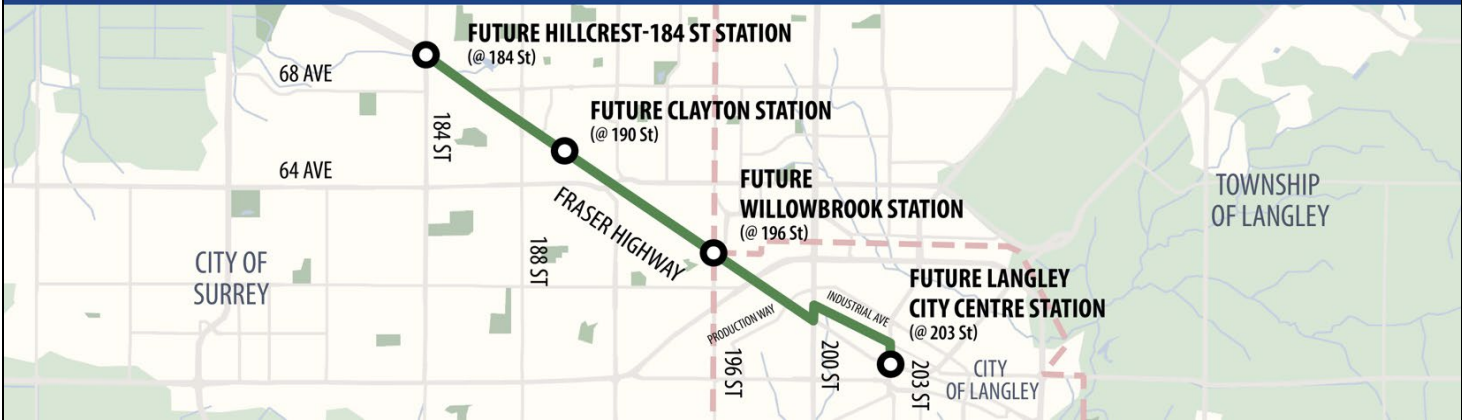 FUTURE HILLCREST-184 ST STATION
(@ 184 St)
68 AVE
FUTURE CLAYTON STATION
(@ 190 St)
184 ST
64 AVE
FUTURE
WILLOWBROOK STATION
(@ 196 St)
TOWNSHIP
OF LANGLEY
FRASER HIGHWAY
188 ST
CITY OF
SURREY
FUTURE LANGLEY
CITY CENTRE STATION
(@ 203 St)
INDUSTRIAL AVE
PRODUCTION WAY
196 ST
200 ST
203 ST
CITY
OF LANGLEY